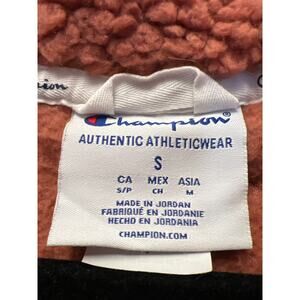 Champion
AUTHENTIC ATHLETICWEAR
S
CA MEX ASIA
S/P CH M
MADE IN JORDAN
FABRIQUÉ EN JORDANIE
HECHO EN JORDANIA
CHAMPION.COM